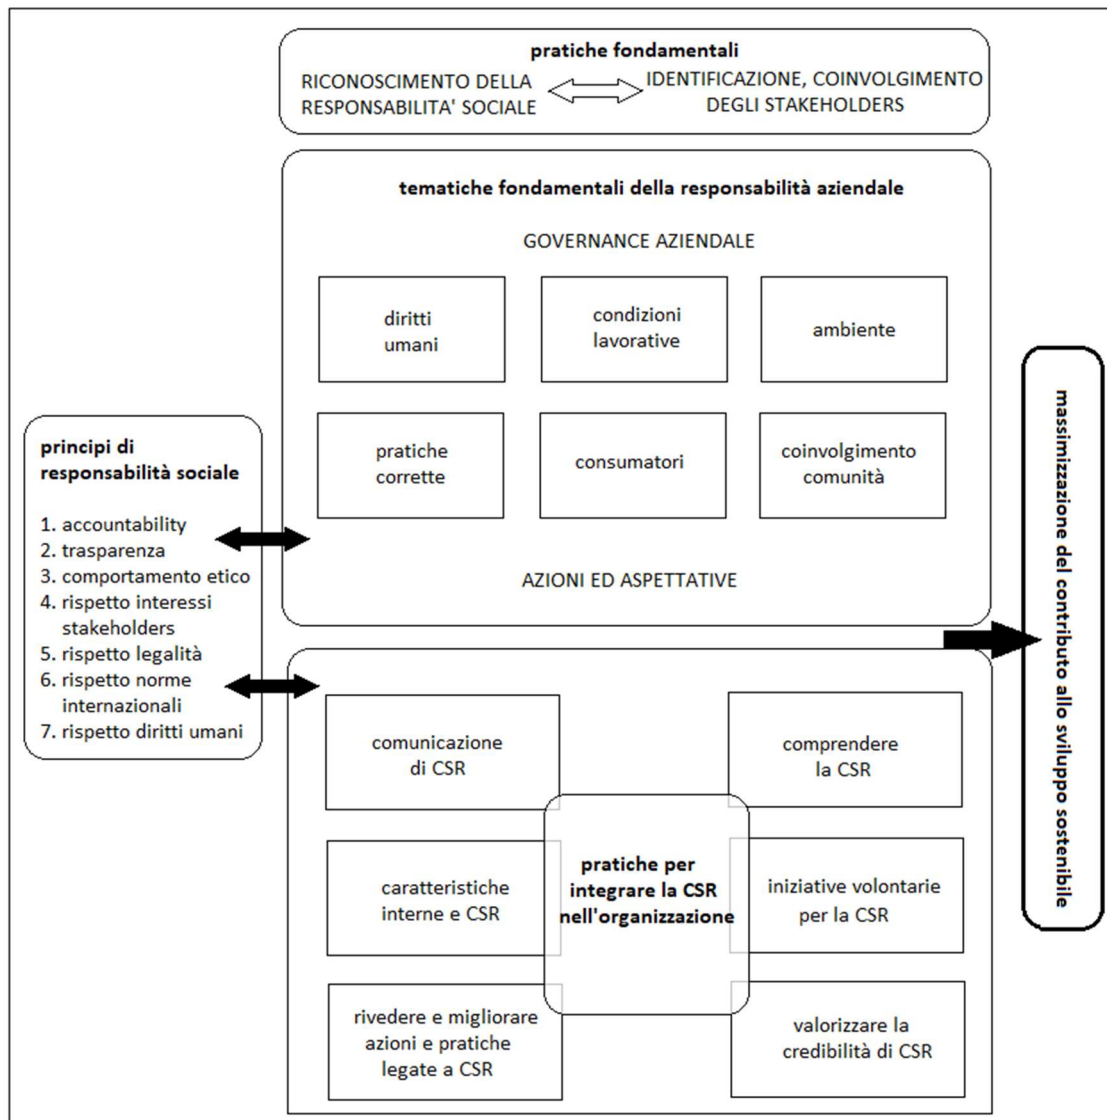 pratiche fondamentali
RICONOSCIMENTO DELLA
RESPONSABILITA' SOCIALE
IDENTIFICAZIONE, COINVOLGIMENTO
DEGLI STAKEHOLDERS
tematiche fondamentali della responsabilità aziendale
GOVERNANCE AZIENDALE
diritti
umani
condizioni
lavorative
ambiente
pratiche
corrette
consumatori
coinvolgimento
comunità
AZIONI ED ASPETTATIVE
principi di
responsabilità sociale
1. accountability
2. trasparenza
3. comportamento etico
4. rispetto interessi
stakeholders
5. rispetto legalità
6. rispetto norme
internazionali
7. rispetto diritti umani
comunicazione
di CSR
comprendere
la CSR
caratteristiche
interne e CSR
pratiche per
integrare la CSR
nell'organizzazione
iniziative volontarie
per la CSR
rivedere e migliorare
azioni e pratiche
legate a CSR
valorizzare la
credibilità di CSR
massimizzazione del contributo allo sviluppo sostenibile